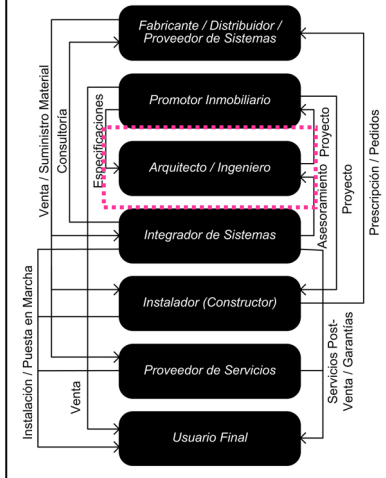 Fabricante / Distribuidor /
Proveedor de Sistemas
Promotor Inmobiliario
Arquitecto / Ingeniero
Integrador de Sistemas
Instalador (Constructor)
Proveedor de Servicios
Usuario Final
Venta / Suministro Material
Consultoría
Especificaciones
Instalación / Puesta en Marcha
Venta
Asesoramiento
Proyecto
Proyecto
Prescripción / Pedidos
Servicios Post-
Venta / Garantías